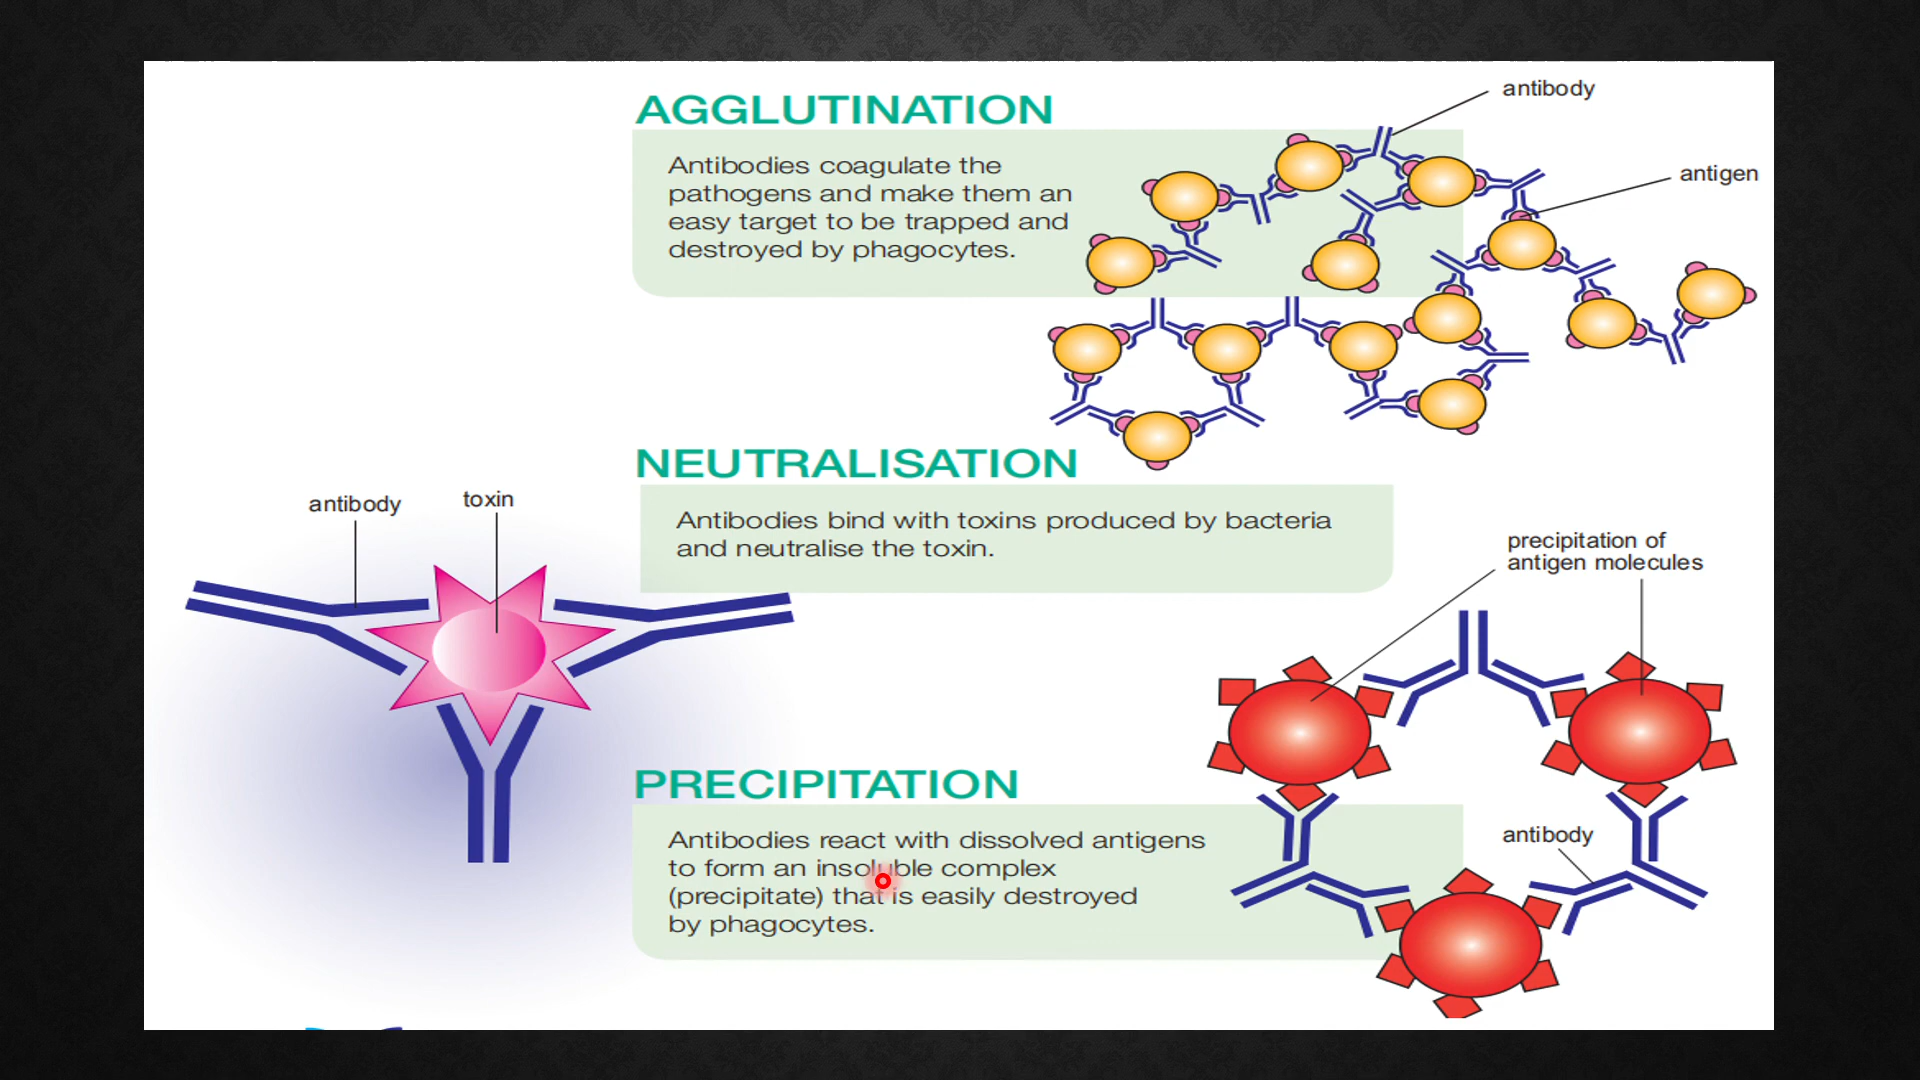 AGGLUTINATION
Antibodies coagulate the
pathogens and make them an
easy target to be trapped and
destroyed by phagocytes.
antibody
antigen
NEUTRALISATION
Antibodies bind with toxins produced by bacteria
and neutralise the toxin.
antibody
toxin
precipitation of
antigen molecules
PRECIPITATION
Antibodies react with dissolved antigens
to form an insoluble complex
(precipitate) that is easily destroyed
by phagocytes.
antibody